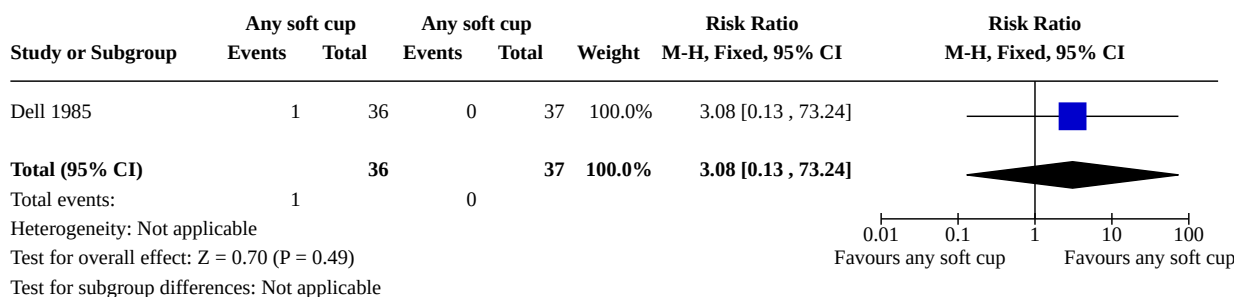 Any soft cup Any soft cup Risk Ratio Risk Ratio
Study or Subgroup Events Total Events Total Weight M-H, Fixed, 95% CI M-H, Fixed, 95% CI
Dell 1985 1 36 0 37 100.0% 3.08 [0.13 , 73.24]
Total (95% CI) 36 37 100.0% 3.08 [0.13 , 73.24]
Total events: 1 0
Heterogeneity: Not applicable
0.01 0.1 1 10 100
Test for overall effect: Z = 0.70 (P = 0.49)
Favours any soft cup Favours any soft cup
Test for subgroup differences: Not applicable